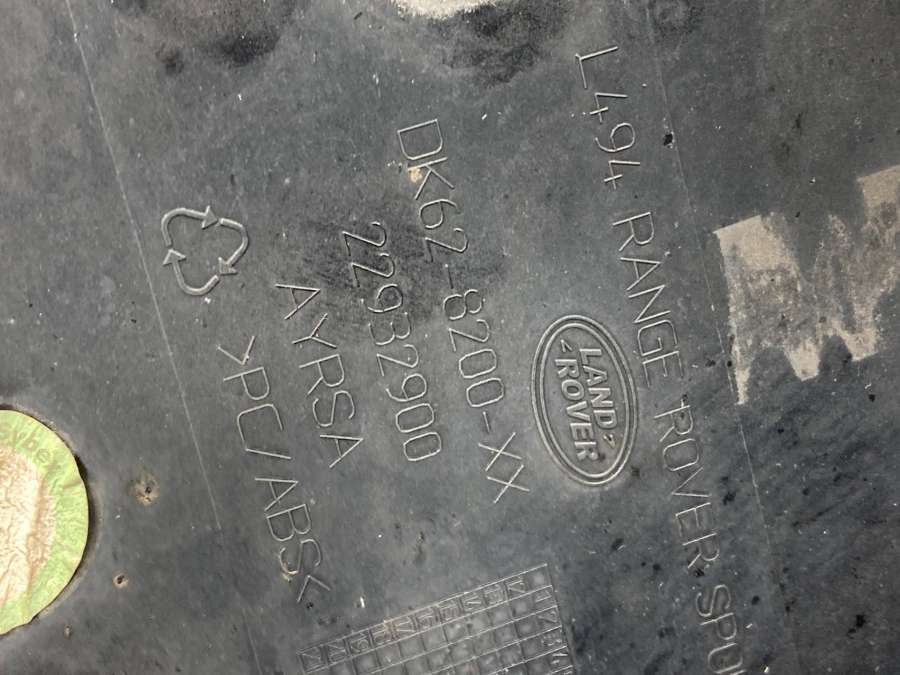 L494 RANGE ROVER SPO
LAND
ROVER
DK62-8200-XX
22932900
AYRSA
>PC/ABS<